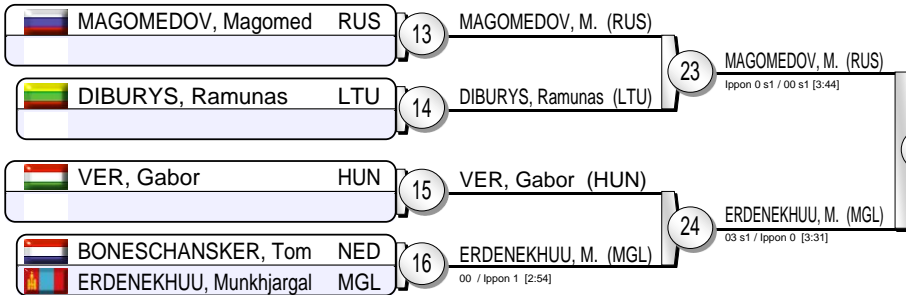 MAGOMEDOV, Magomed RUS
13
MAGOMEDOV, M. (RUS)
23
MAGOMEDOV, M. (RUS)
Ippon 0 s1 / 00 s1 [3:44]
DIBURYS, Ramunas LTU
14
DIBURYS, Ramunas (LTU)
VER, Gabor HUN
15
VER, Gabor (HUN)
24
ERDENEKHUU, M. (MGL)
03 s1 / Ippon 0 [3:31]
BONESCHANSKER, Tom NED
ERDENEKHUU, Munkhjargal MGL
16
ERDENEKHUU, M. (MGL)
00 / Ippon 1 [2:54]